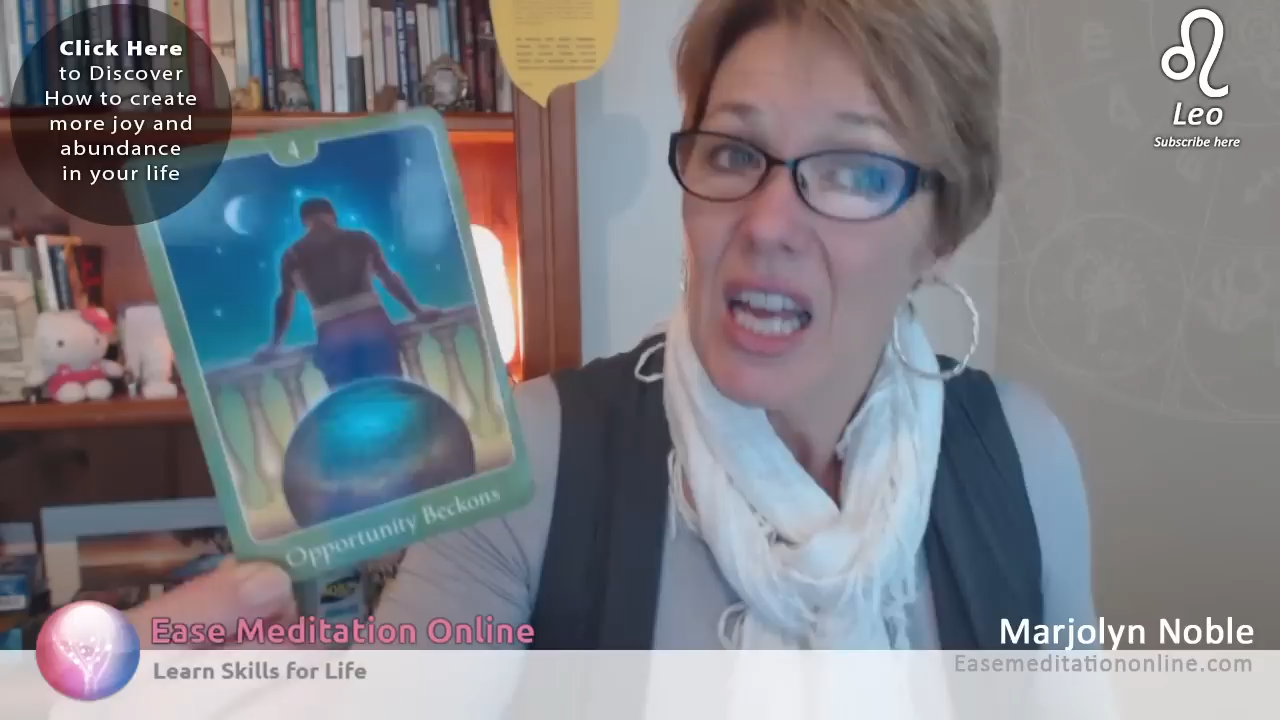 Click Here
to Discover
How to create
more joy and
abundance
in your life
Leo
Subscribe here
4
Opportunity Beckons
Ease Meditation Online
Learn Skills for Life
Marjolyn Noble
Easemeditationonline.com